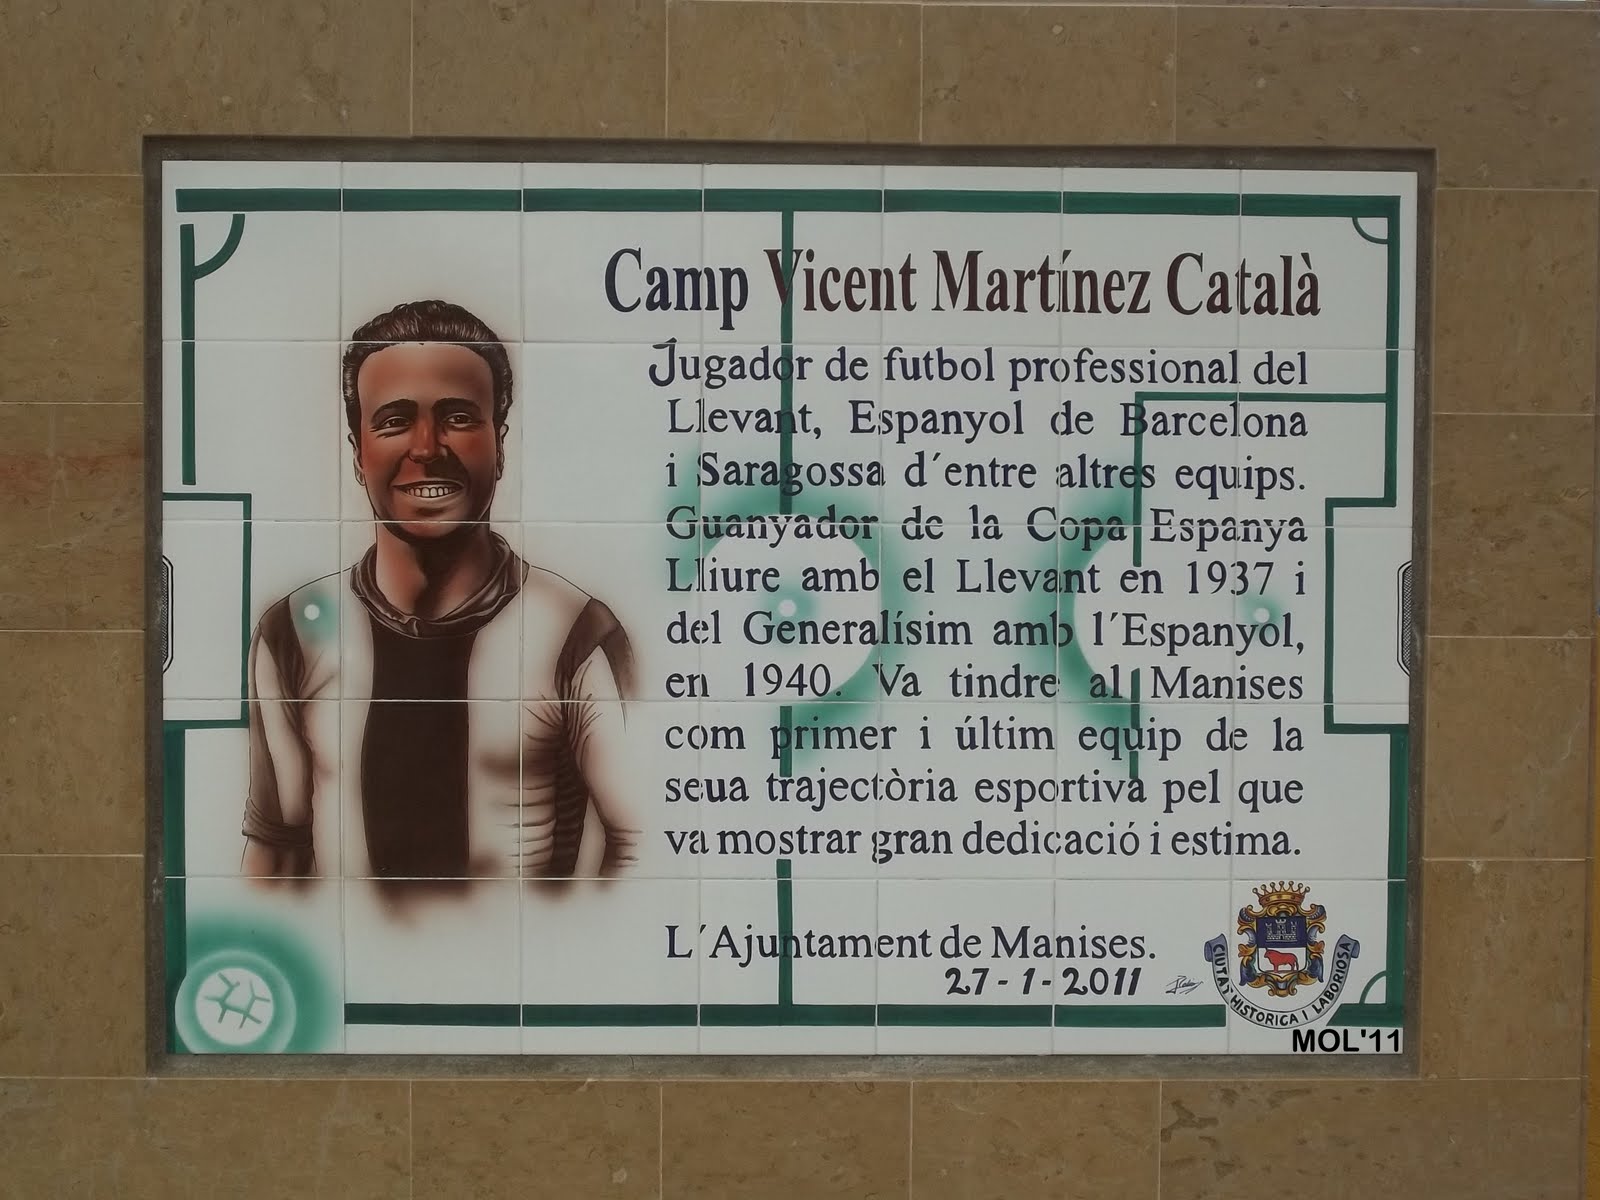 Camp Vicent Martínez Català
Jugador de futbol professional del
Llevant, Espanyol de Barcelona
i Saragossa d´entre altres equips.
Guanyador de la Copa Espanya
Lliure amb el Llevant en 1937 i
del Generalísim amb l´Espanyol,
en 1940. Va tindre al Manises
com primer i últim equip de la
seua trajectòria esportiva pel que
va mostrar gran dedicació i estima.
L´Ajuntament de Manises.
27-1-2011
CIUTAT HISTORICA I LABORIOSA
MOL'11